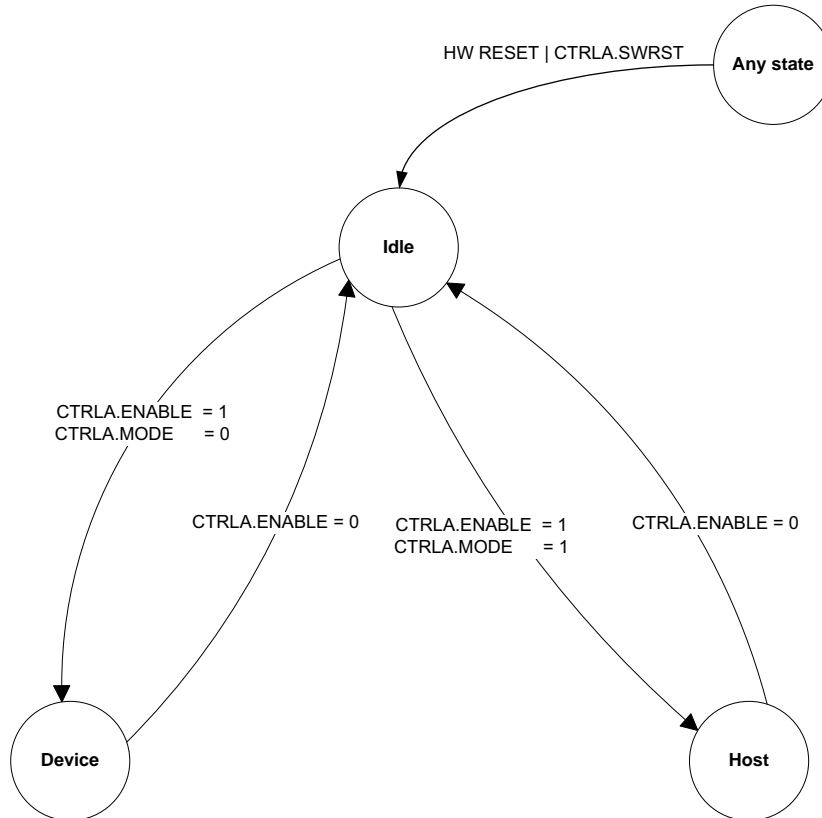 HW RESET | CTRLA.SWRST
Any state
Idle
CTRLA.ENABLE = 1
CTRLA.MODE = 0
CTRLA.ENABLE = 0
CTRLA.ENABLE = 1
CTRLA.MODE = 1
CTRLA.ENABLE = 0
Device
Host